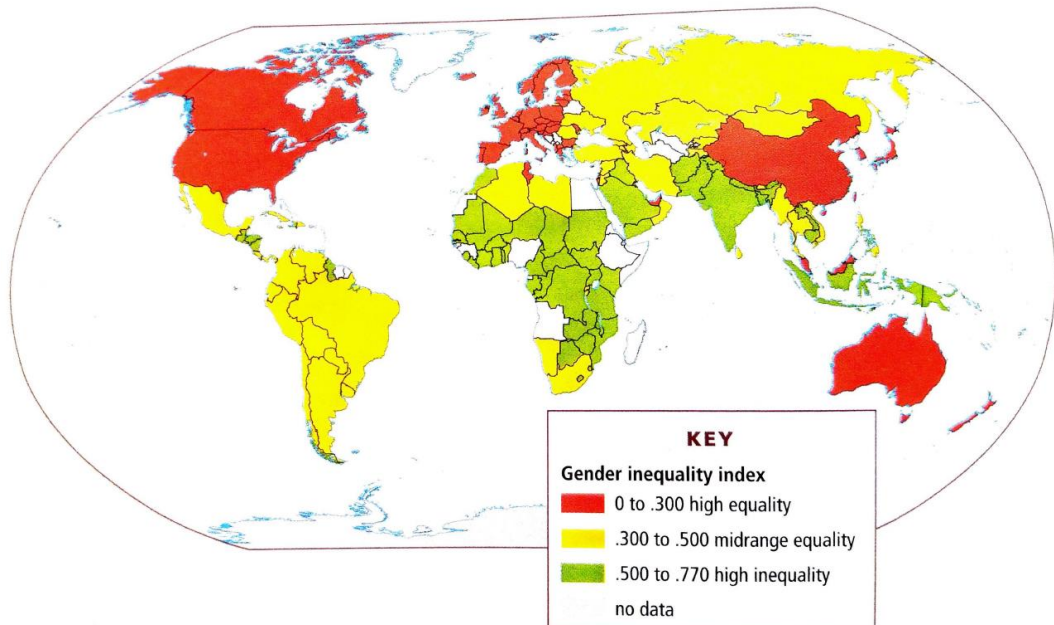 KEY
Gender inequality index
0 to .300 high equality
.300 to .500 midrange equality
.500 to .770 high inequality
no data